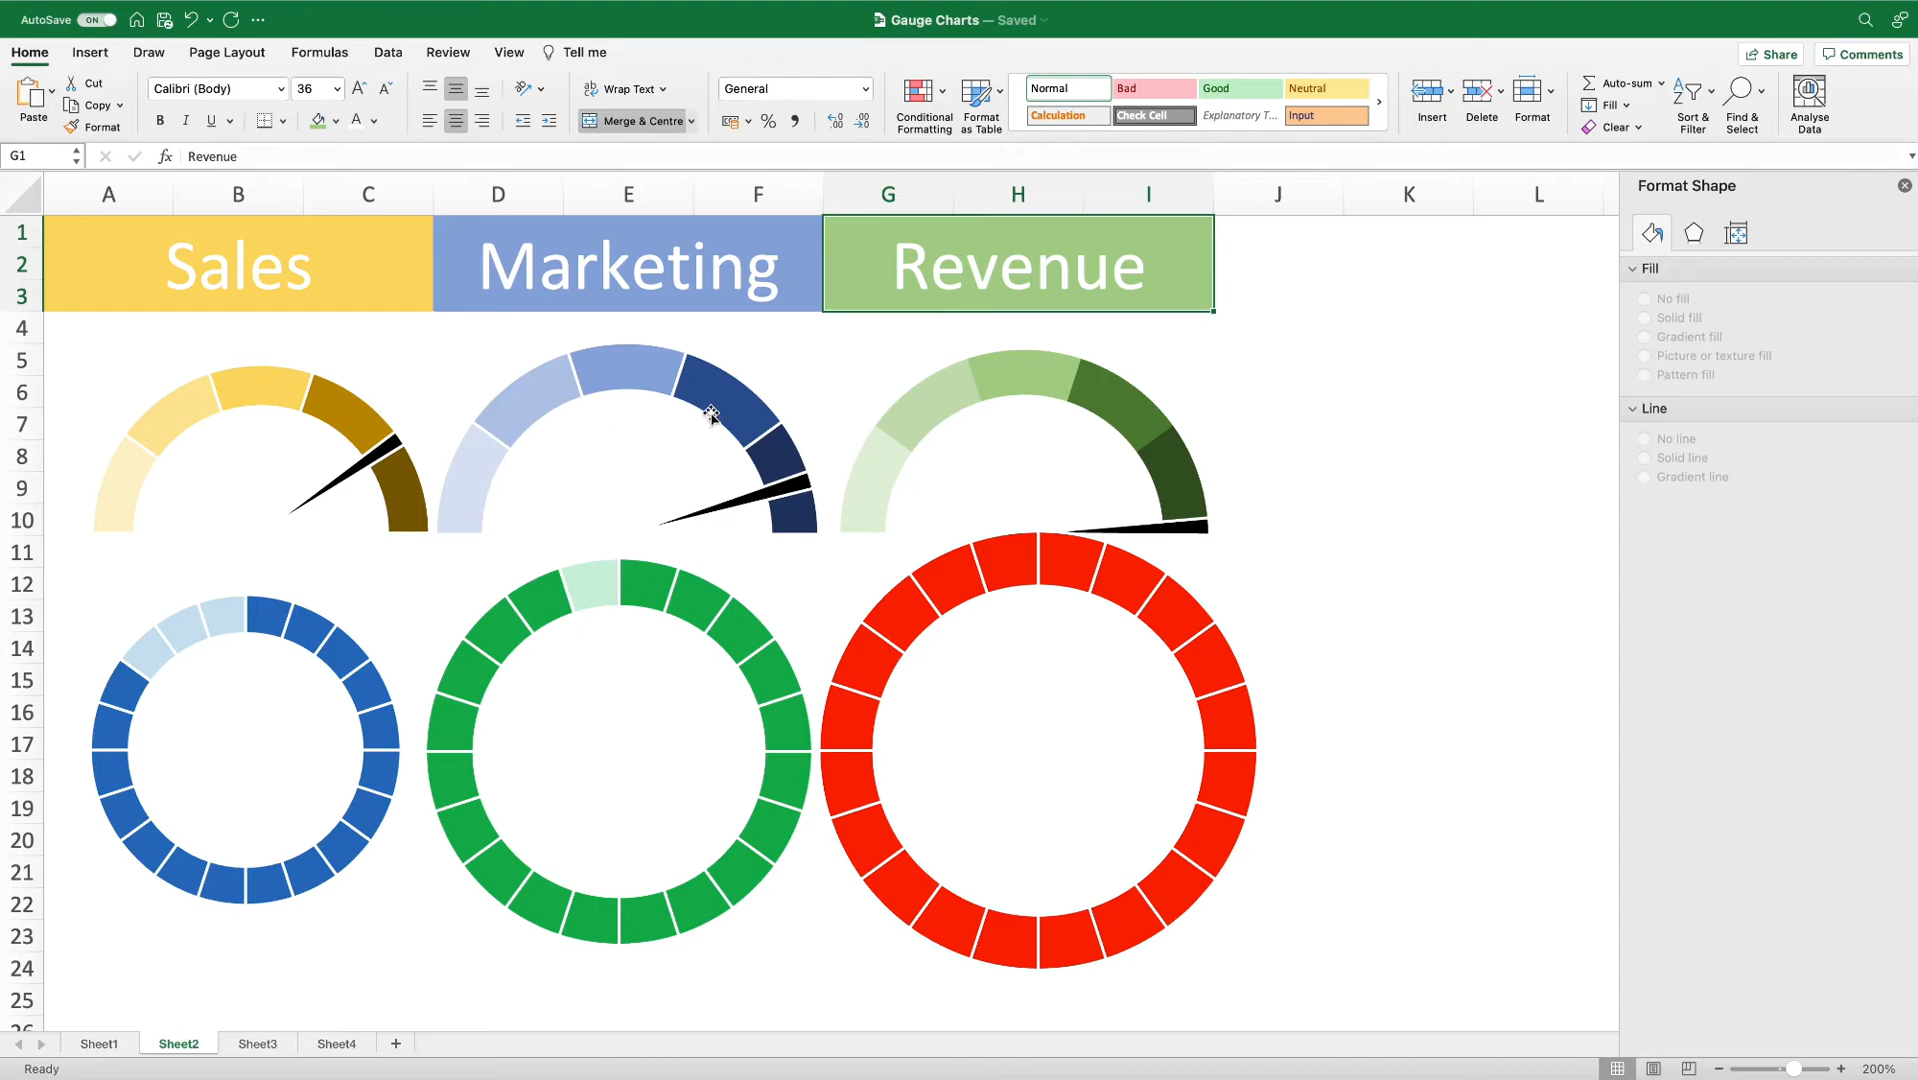 AutoSave ON Gauge Charts — Saved
Home Insert Draw Page Layout Formulas Data Review View Tell me Share Comments
Paste Cut Copy Format
Calibri (Body) 36
B I U
Wrap Text
Merge & Centre
General
Conditional Formatting
Format as Table
Normal Bad Good Neutral
Calculation Check Cell Explanatory T... Input
Insert Delete Format
Auto-sum
Fill
Clear
Sort & Filter
Find & Select
Analyse Data
G1 fx Revenue
A B C D E F G H I J K L
1
2
3
4
5
6
7
8
9
10
11
12
13
14
15
16
17
18
19
20
21
22
23
24
25
26
Sales Marketing Revenue
Format Shape
Fill
No fill
Solid fill
Gradient fill
Picture or texture fill
Pattern fill
Line
No line
Solid line
Gradient line
Sheet1 Sheet2 Sheet3 Sheet4 +
Ready 200%